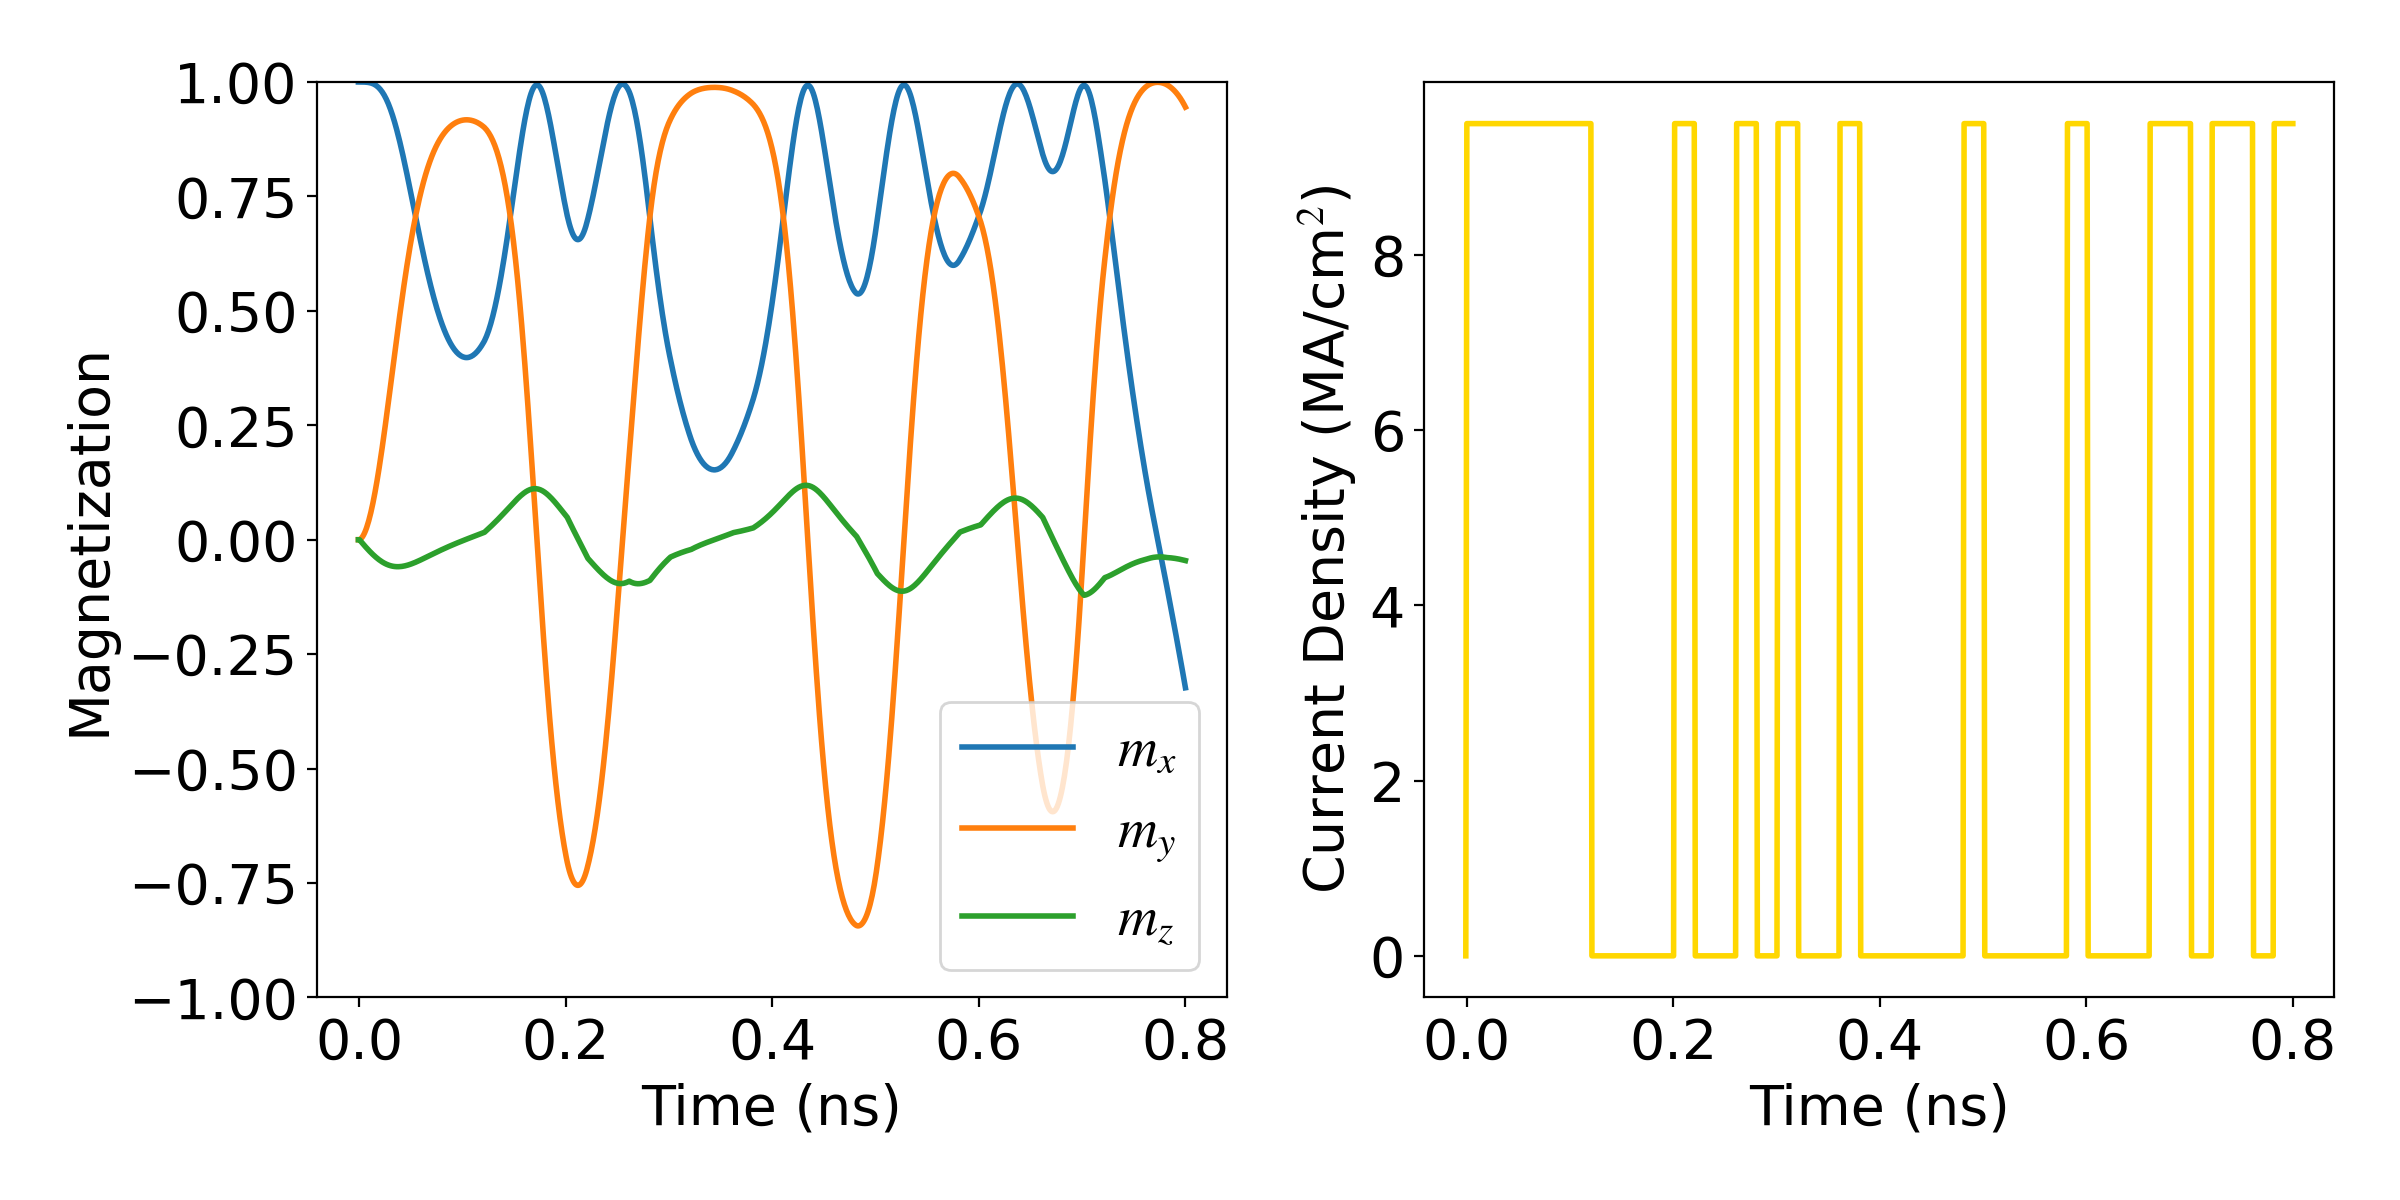 Magnetization
1.00
0.75
0.50
0.25
0.00
−0.25
−0.50
−0.75
−1.00
0.0 0.2 0.4 0.6 0.8
Time (ns)
m_x
m_y
m_z
Current Density (MA/cm²)
8
6
4
2
0
0.0 0.2 0.4 0.6 0.8
Time (ns)